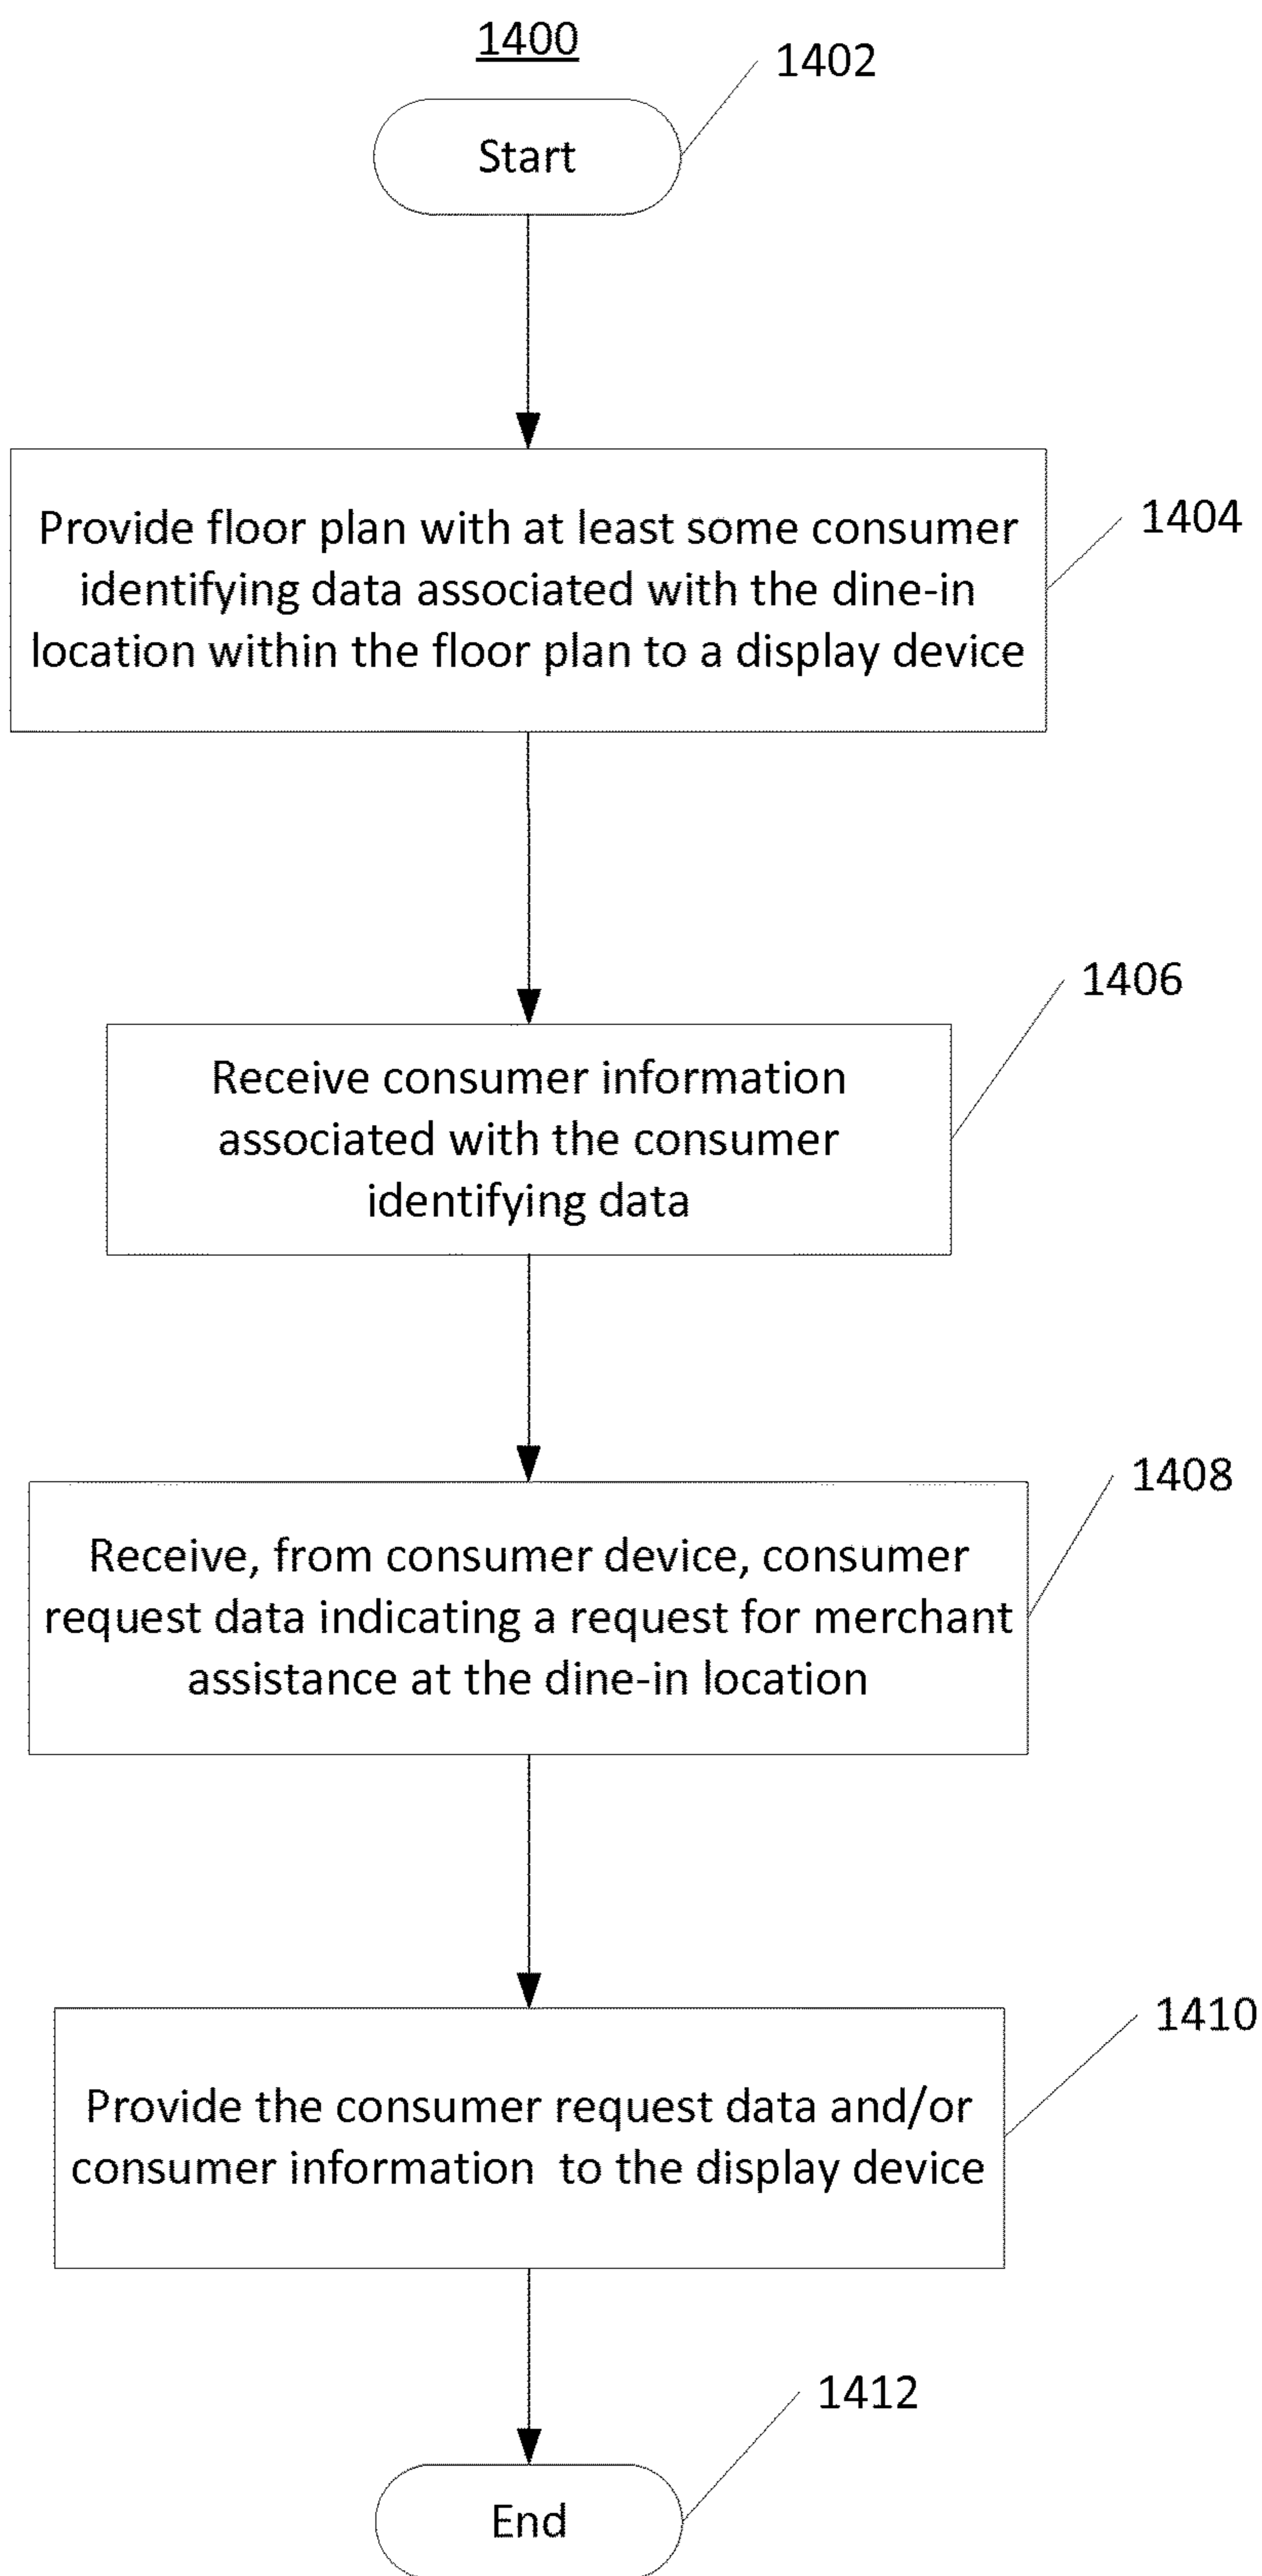 1400
1402
Start
1404
Provide floor plan with at least some consumer
identifying data associated with the dine-in
location within the floor plan to a display device
1406
Receive consumer information
associated with the consumer
identifying data
1408
Receive, from consumer device, consumer
request data indicating a request for merchant
assistance at the dine-in location
1410
Provide the consumer request data and/or
consumer information to the display device
1412
End